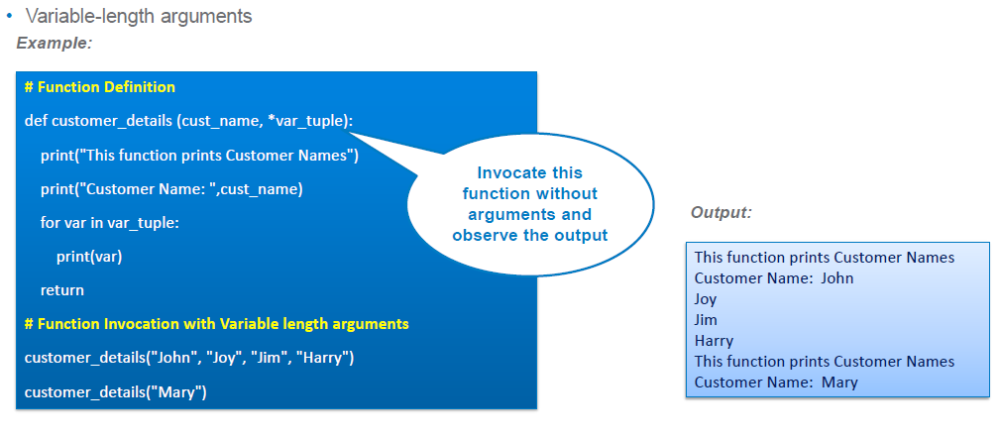 • Variable-length arguments
Example:
# Function Definition
def customer_details (cust_name, *var_tuple):
print("This function prints Customer Names")
print("Customer Name: ",cust_name)
for var in var_tuple:
print(var)
return
# Function Invocation with Variable length arguments
customer_details("John", "Joy", "Jim", "Harry")
customer_details("Mary")
Invocate this
function without
arguments and
observe the output
Output:
This function prints Customer Names
Customer Name:  John
Joy
Jim
Harry
This function prints Customer Names
Customer Name:  Mary